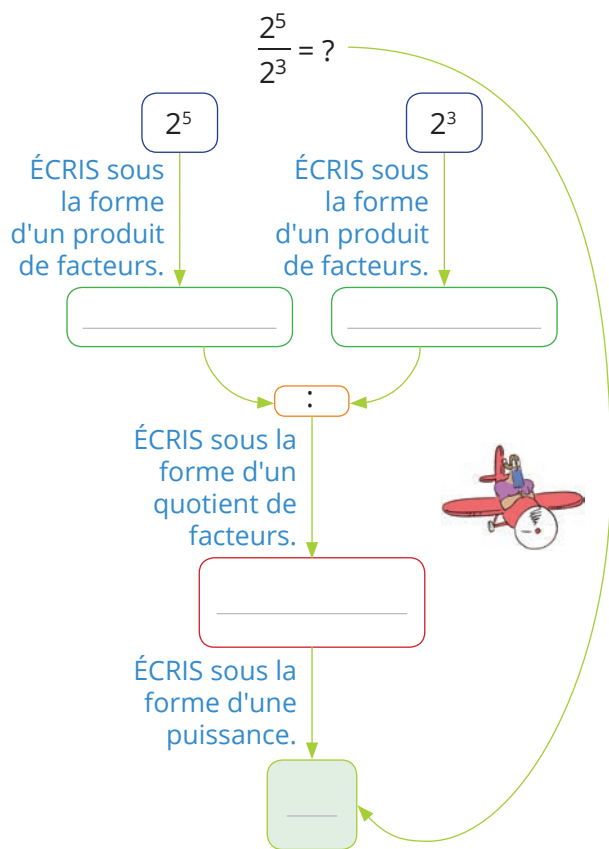 2⁵
2³ = ?
2⁵
2³
ÉCRIS sous
la forme
d'un produit
de facteurs.
ÉCRIS sous
la forme
d'un produit
de facteurs.
:
ÉCRIS sous la
forme d'un
quotient de
facteurs.
ÉCRIS sous la
forme d'une
puissance.